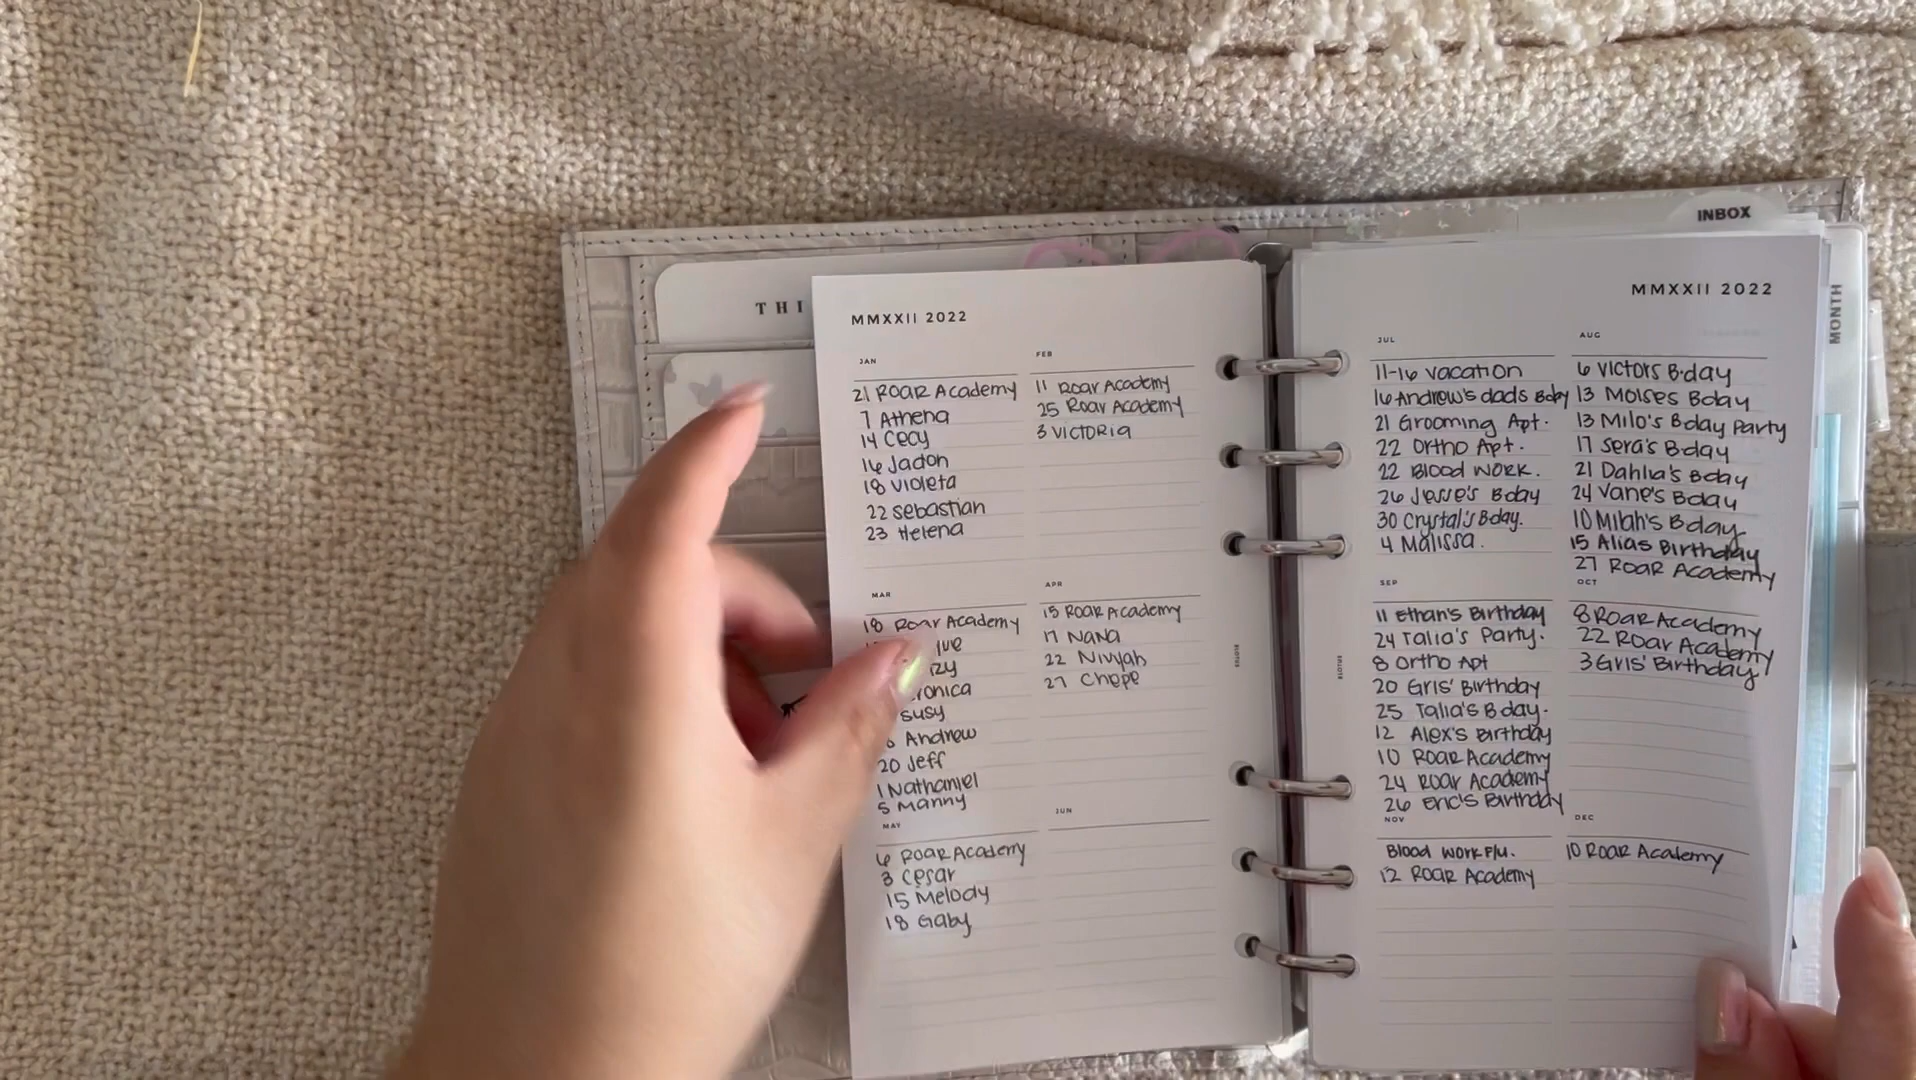 INBOX
MONTH
THI
MMXXII 2022
JAN
21 ROAR Academy
7 Athena
14 Cecy
16 Jadon
18 Violeta
22 Sebastian
23 Helena
FEB
11 Roar Academy
25 Roar Academy
3 VICTORIA
MAR
18 Roar Academy
Susy
Andrew
20 Jeff
1 Nathaniel
5 Manny
APR
15 ROAR Academy
17 NANA
22 Nivyah
27 Chepe
MAY
6 ROAR Academy
3 Cesar
15 Melody
18 Gaby
JUN
MMXXII 2022
JUL
11-16 vacation
16 Andrew's dads Bday
21 Grooming Apt.
22 Ortho Apt.
22 Blood WORK.
26 Jesse's Bday
30 Crystal's Bday.
4 Malissa.
AUG
6 Victors B.day
13 Moises Bday
13 Milo's Bday Party
17 Sera's B.day
21 Dahlia's Bday
24 Vane's Bday
10 Milah's Bday
15 Alias Birthday
27 ROAR Academy
SEP
11 Ethan's Birthday
24 Talia's Party.
8 Ortho Apt
20 Gris' Birthday
25 Talia's B day.
12 Alex's Birthday
10 ROAR Academy
24 ROAR Academy
26 Eric's Birthday
OCT
8 ROAR Academy
22 ROAR Academy
3 Gris' Birthday
NOV
Blood work F/u.
12 ROAR Academy
DEC
10 ROAR Academy